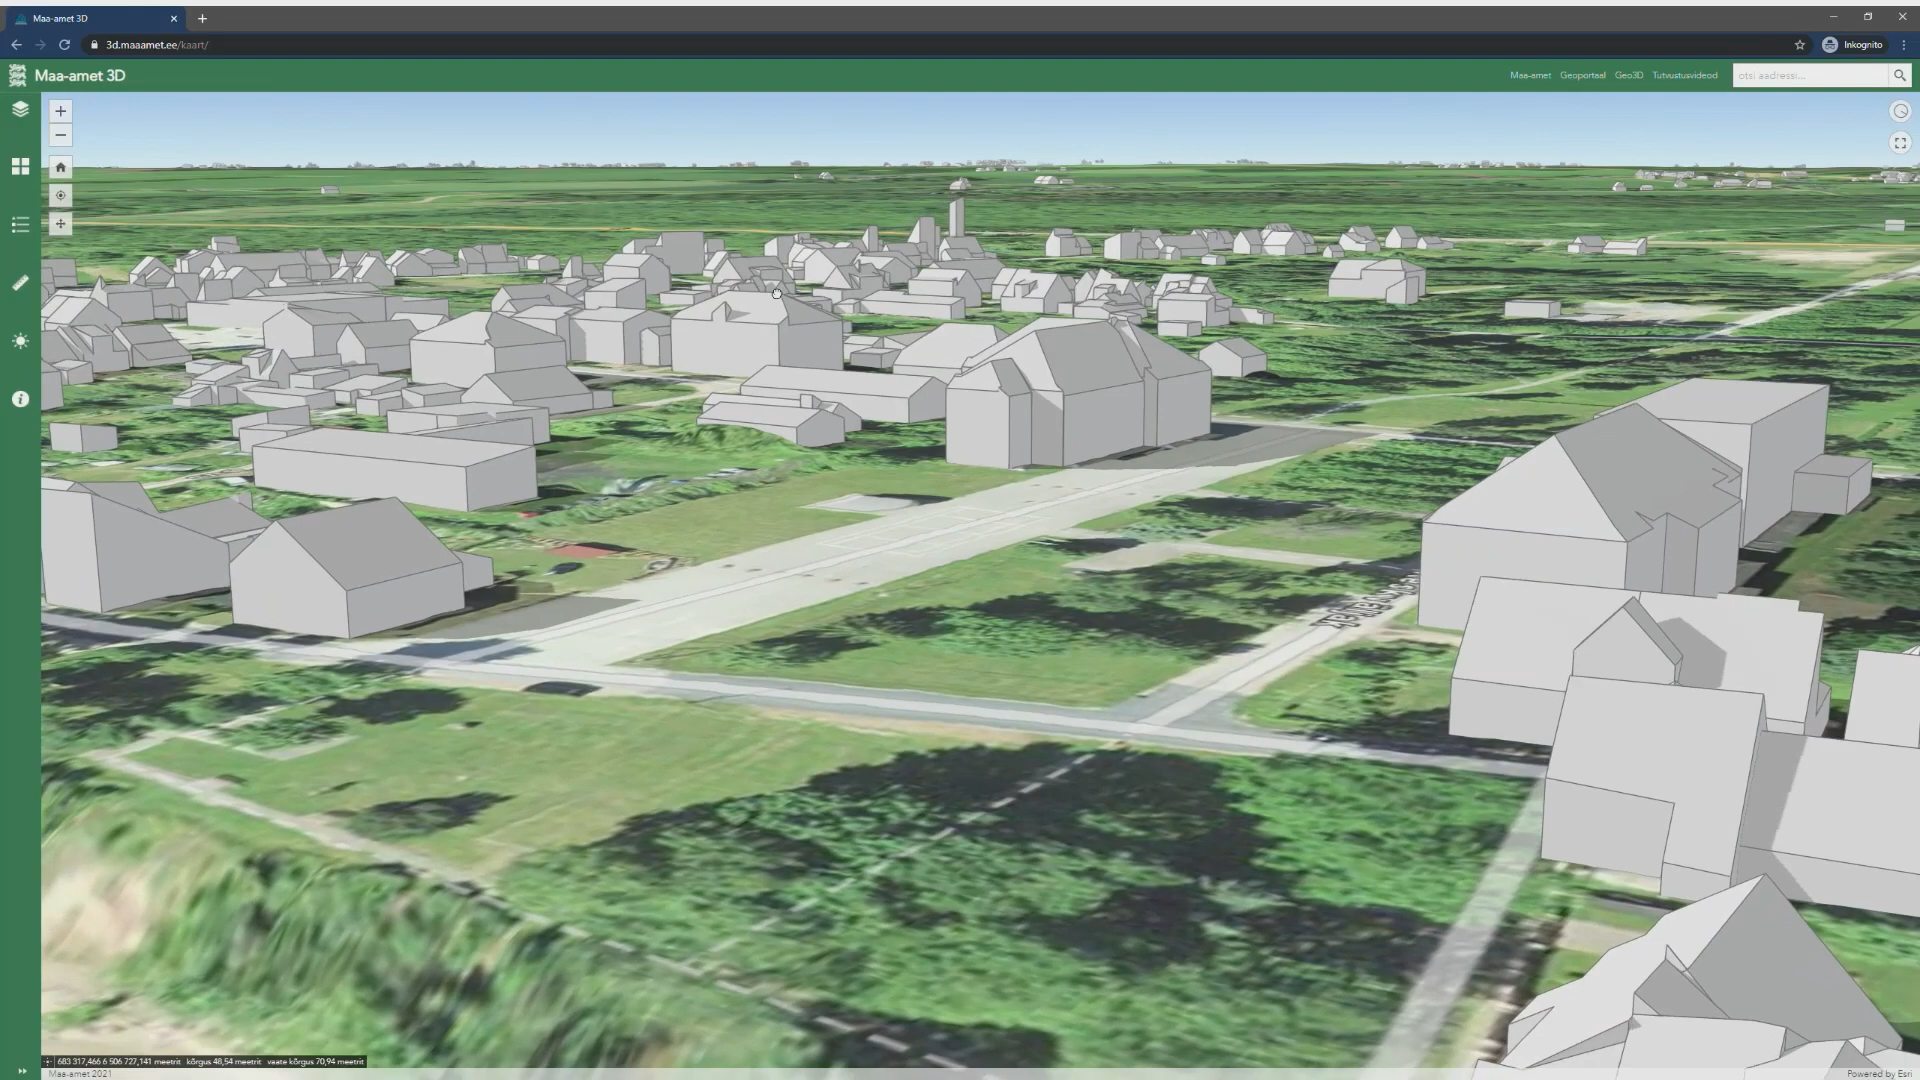 Maa-amet 3D
3d.maaamet.ee/kaart/
Inkognito
Maa-amet 3D
Maa-amet Geoportaal Geo3D Tutvustusvideod
otsi aadressi...
683 317,466 6 506 727,141 meetrit kõrgus 48,54 meetrit vaate kõrgus 70,94 meetrit
Maa-amet 2021
Powered by Esri